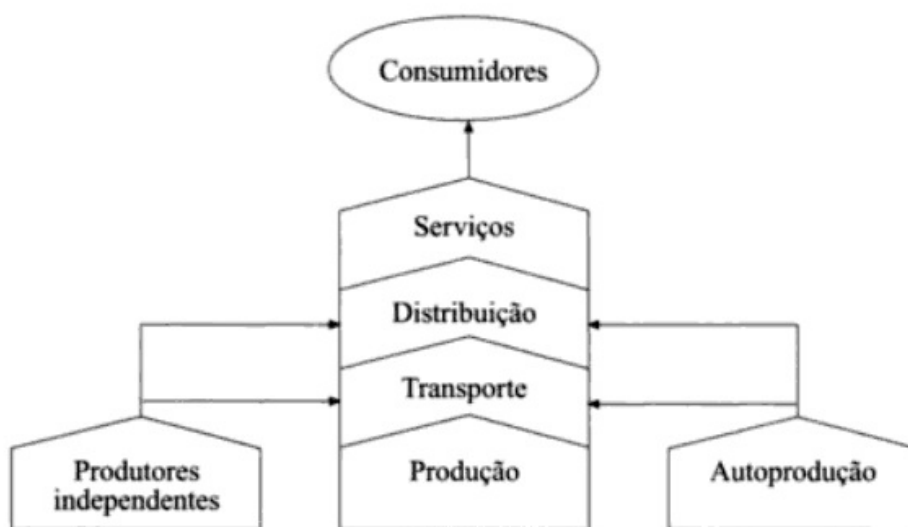 Consumidores
Serviços
Distribuição
Transporte
Produtores
independentes
Produção
Autoprodução